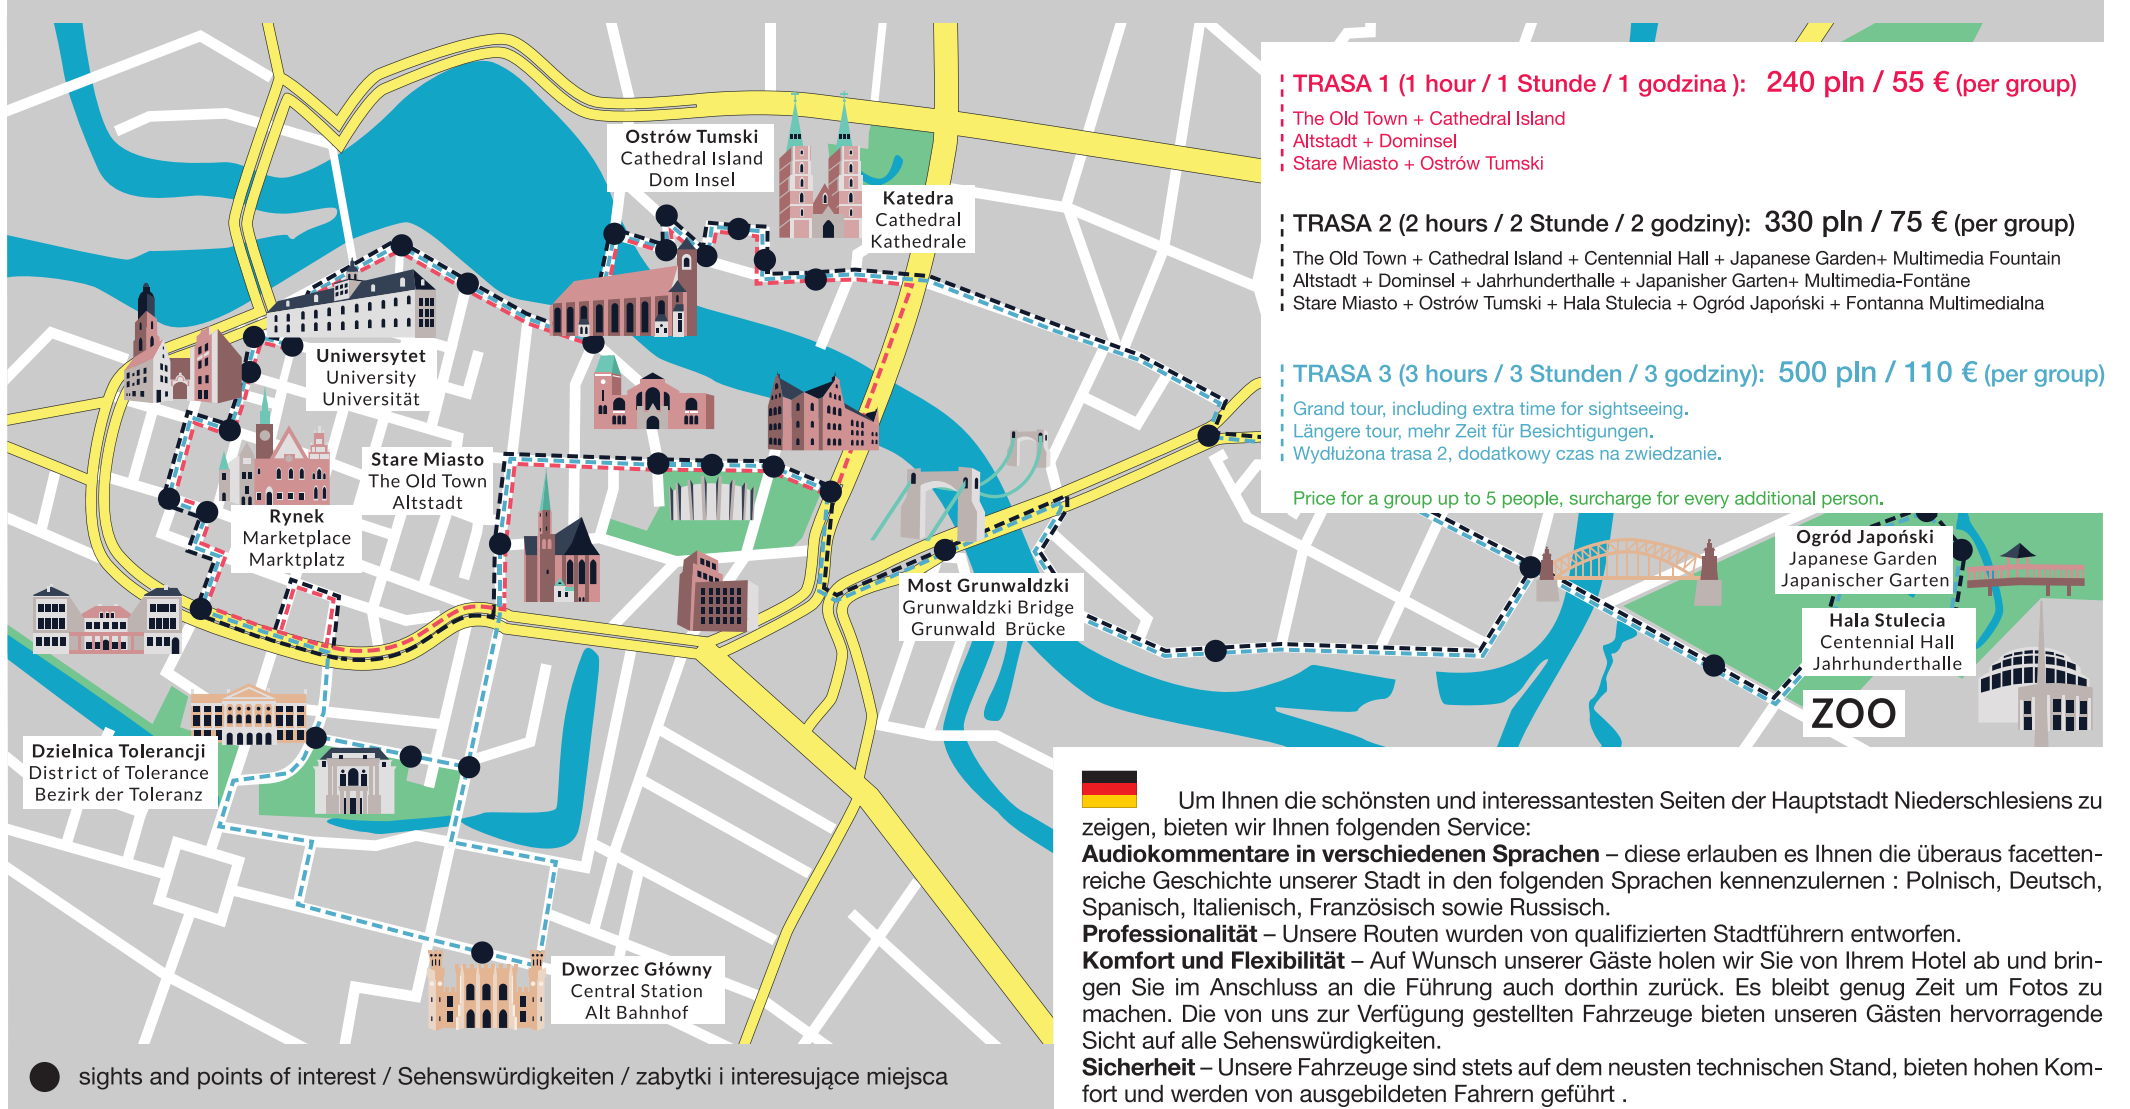 TRASA 1 (1 hour / 1 Stunde / 1 godzina ): 240 pln / 55 € (per group)
The Old Town + Cathedral Island
Altstadt + Dominsel
Stare Miasto + Ostrów Tumski
TRASA 2 (2 hours / 2 Stunde / 2 godziny): 330 pln / 75 € (per group)
The Old Town + Cathedral Island + Centennial Hall + Japanese Garden+ Multimedia Fountain
Altstadt + Dominsel + Jahrhunderthalle + Japanisher Garten+ Multimedia-Fontäne
Stare Miasto + Ostrów Tumski + Hala Stulecia + Ogród Japoński + Fontanna Multimedialna
TRASA 3 (3 hours / 3 Stunden / 3 godziny): 500 pln / 110 € (per group)
Grand tour, including extra time for sightseeing.
Längere tour, mehr Zeit für Besichtigungen.
Wydłużona trasa 2, dodatkowy czas na zwiedzanie.
Price for a group up to 5 people, surcharge for every additional person.
Ostrów Tumski
Cathedral Island
Dom Insel
Katedra
Cathedral
Kathedrale
Uniwersytet
University
Universität
Stare Miasto
The Old Town
Altstadt
Rynek
Marketplace
Marktplatz
Most Grunwaldzki
Grunwaldzki Bridge
Grunwald Brücke
Ogród Japoński
Japanese Garden
Japanischer Garten
Hala Stulecia
Centennial Hall
Jahrhunderthalle
ZOO
Dzielnica Tolerancji
District of Tolerance
Bezirk der Toleranz
Dworzec Główny
Central Station
Alt Bahnhof
sights and points of interest / Sehenswürdigkeiten / zabytki i interesujące miejsca
Um Ihnen die schönsten und interessantesten Seiten der Hauptstadt Niederschlesiens zu
zeigen, bieten wir Ihnen folgenden Service:
Audiokommentare in verschiedenen Sprachen – diese erlauben es Ihnen die überaus facetten-
reiche Geschichte unserer Stadt in den folgenden Sprachen kennenzulernen : Polnisch, Deutsch,
Spanisch, Italienisch, Französisch sowie Russisch.
Professionalität – Unsere Routen wurden von qualifizierten Stadtführern entworfen.
Komfort und Flexibilität – Auf Wunsch unserer Gäste holen wir Sie von Ihrem Hotel ab und brin-
gen Sie im Anschluss an die Führung auch dorthin zurück. Es bleibt genug Zeit um Fotos zu
machen. Die von uns zur Verfügung gestellten Fahrzeuge bieten unseren Gästen hervorragende
Sicht auf alle Sehenswürdigkeiten.
Sicherheit – Unsere Fahrzeuge sind stets auf dem neusten technischen Stand, bieten hohen Kom-
fort und werden von ausgebildeten Fahrern geführt .